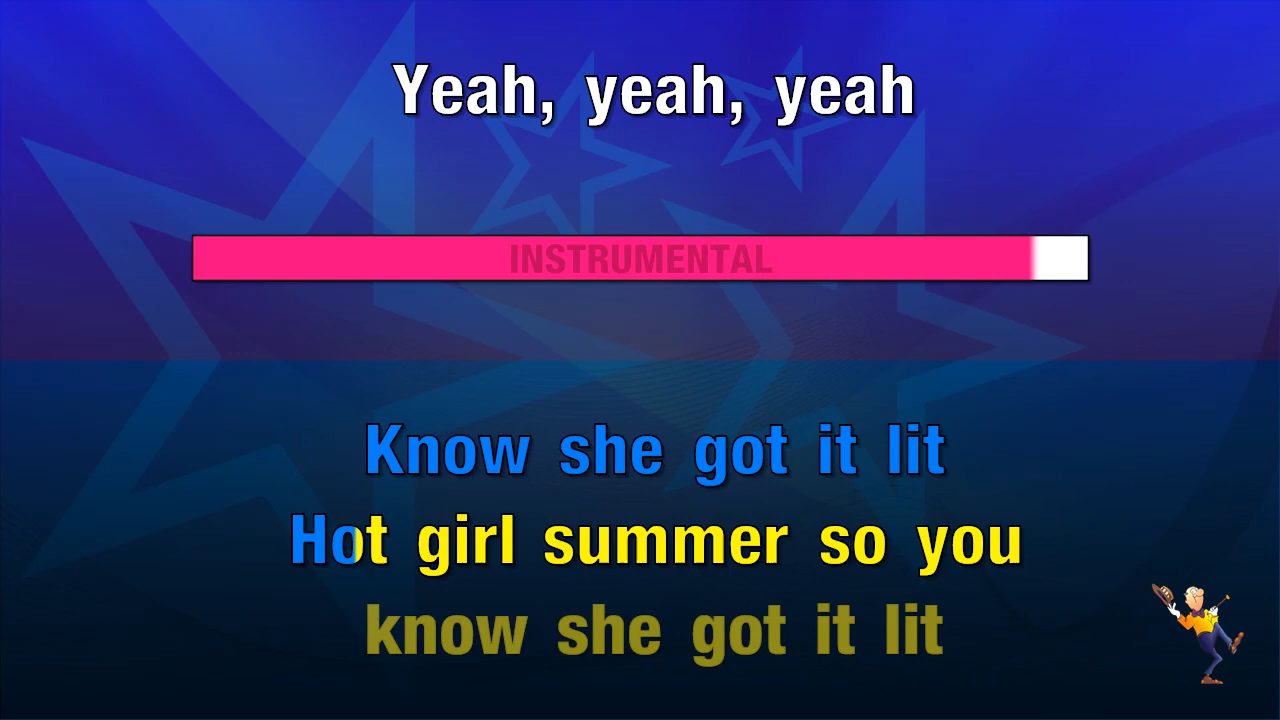 Yeah, yeah, yeah
INSTRUMENTAL
Know she got it lit
Hot girl summer so you
know she got it lit